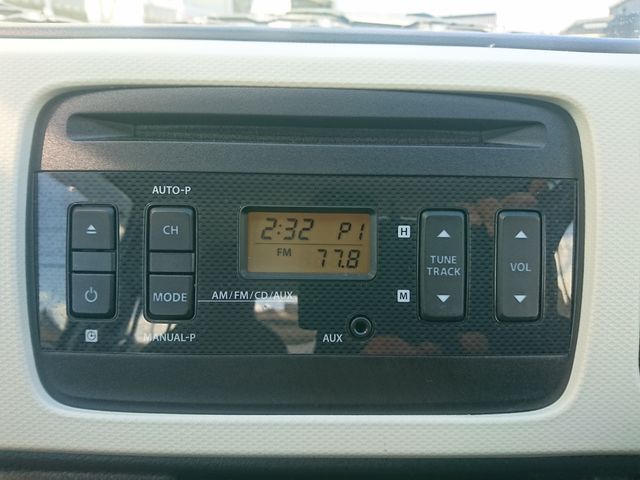 AUTO-P
CH
MODE
AM/FM/CD/AUX
MANUAL-P
2:32 P1
FM
77.8
AUX
H
M
TUNE
TRACK
VOL